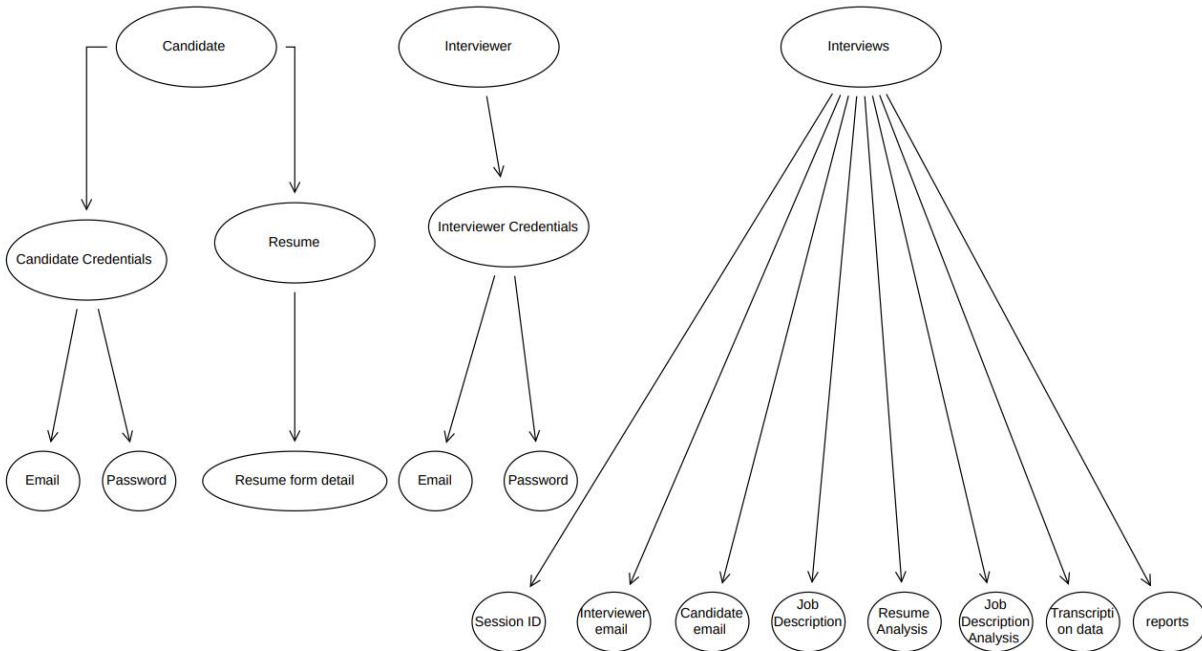 Candidate
Interviewer
Interviews
Candidate Credentials
Resume
Interviewer Credentials
Email
Password
Resume form detail
Email
Password
Session ID
Interviewer
email
Candidate
email
Job
Description
Resume
Analysis
Job
Description
Analysis
Transcripti
on data
reports